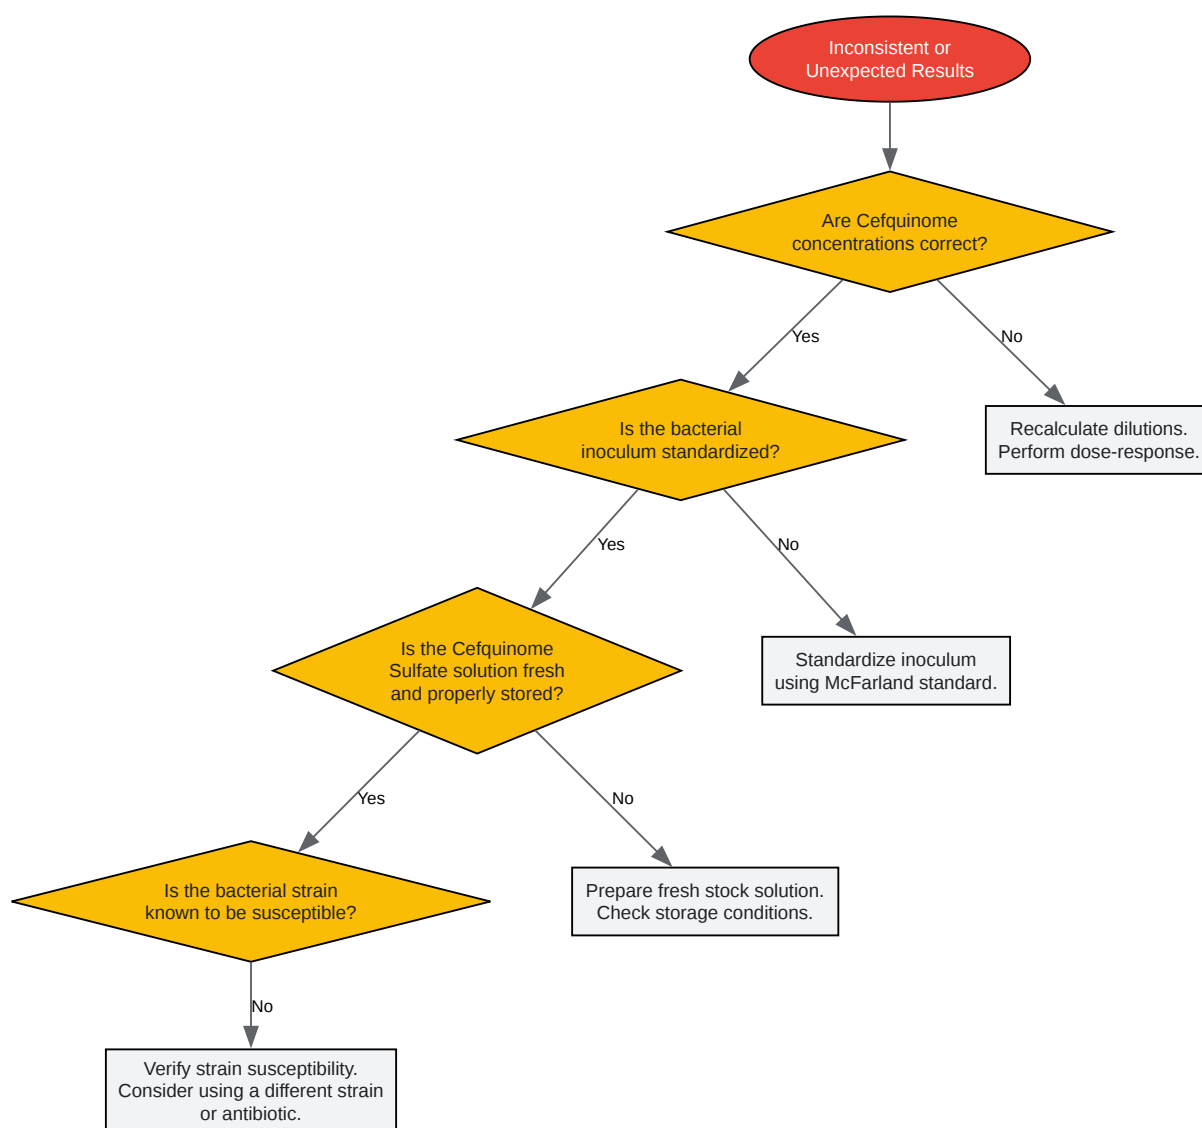 Inconsistent or
Unexpected Results
Are Cefquinome
concentrations correct?
Yes
No
Is the bacterial
inoculum standardized?
Recalculate dilutions.
Perform dose-response.
Yes
No
Is the Cefquinome
Sulfate solution fresh
and properly stored?
Standardize inoculum
using McFarland standard.
Yes
No
Is the bacterial strain
known to be susceptible?
Prepare fresh stock solution.
Check storage conditions.
No
Verify strain susceptibility.
Consider using a different strain
or antibiotic.